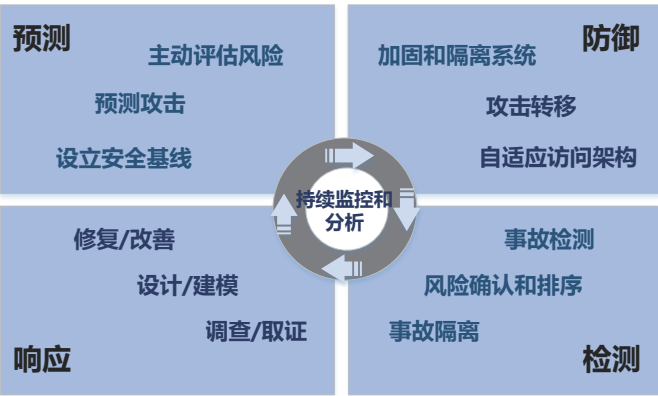 预测
主动评估风险
预测攻击
设立安全基线
防御
加固和隔离系统
攻击转移
自适应访问架构
持续监控和
分析
修复/改善
设计/建模
调查/取证
响应
事故检测
风险确认和排序
事故隔离
检测